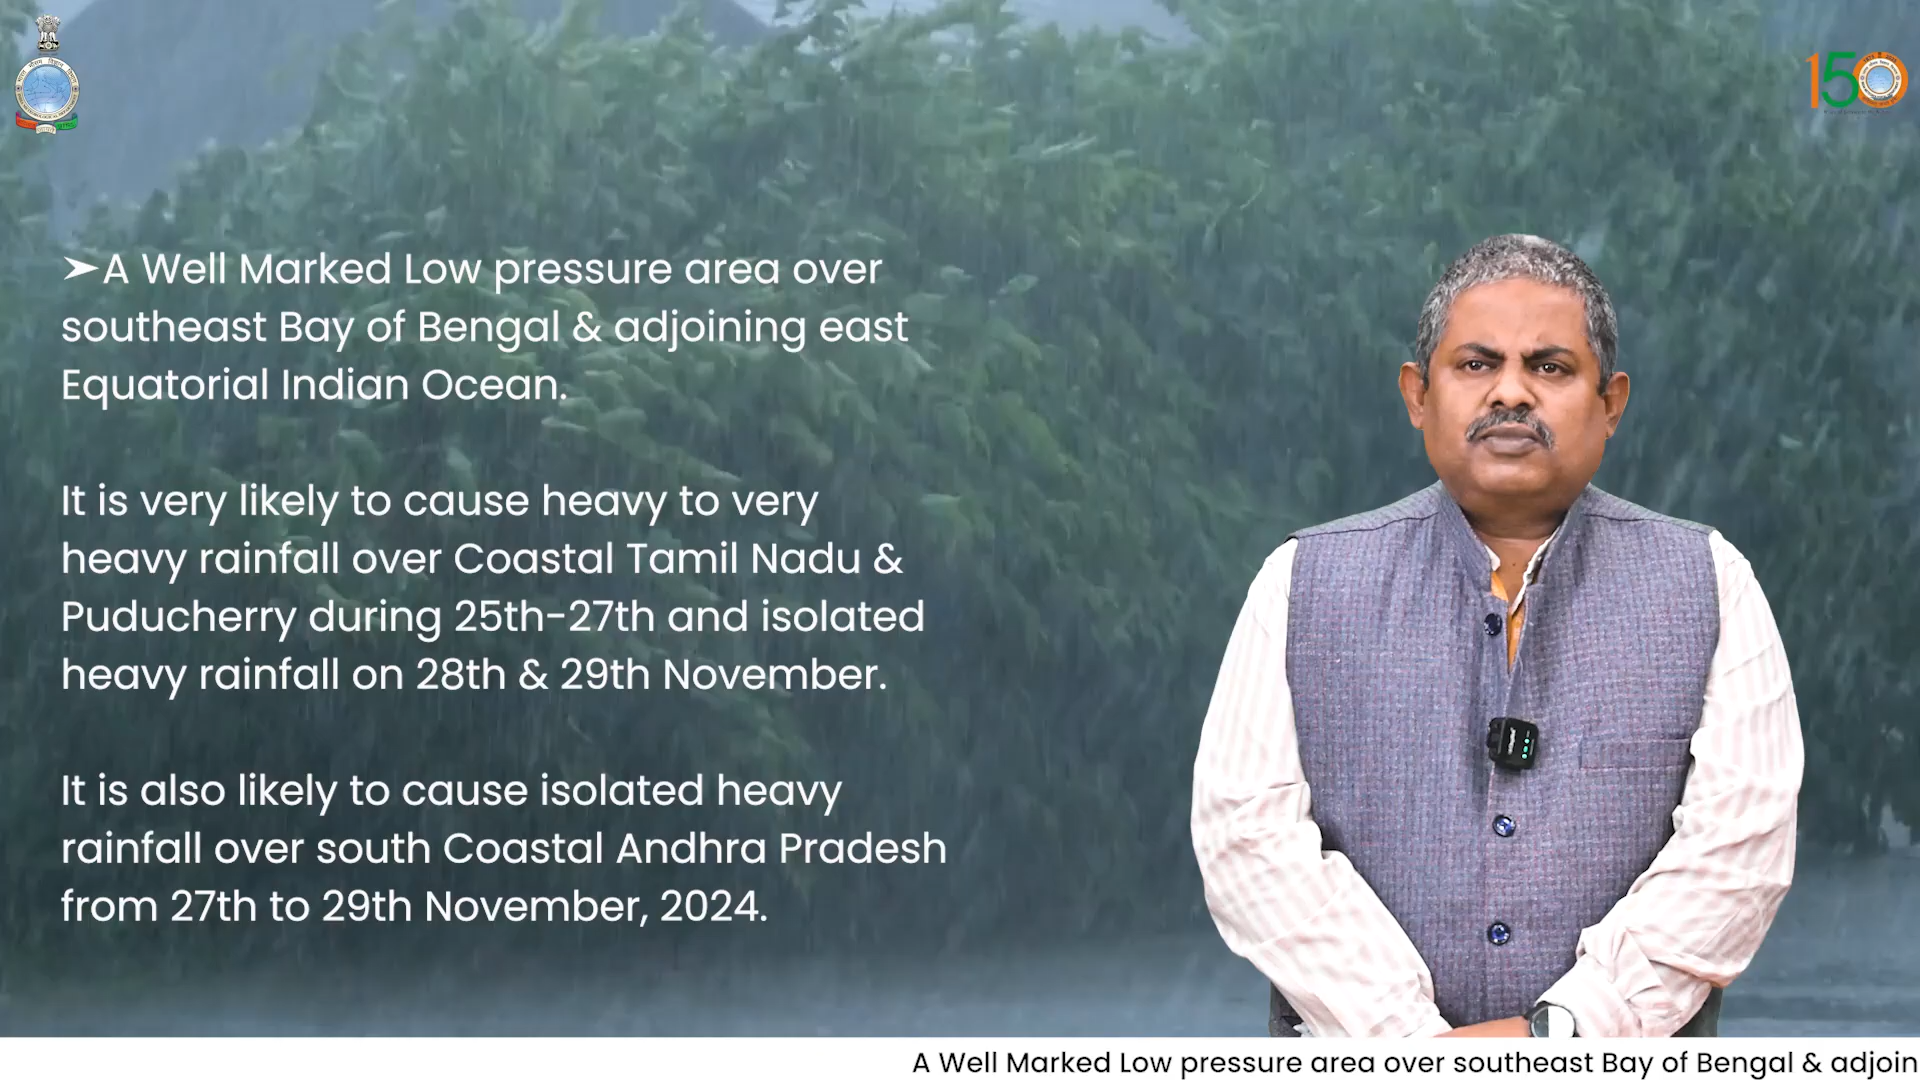 150
➤A Well Marked Low pressure area over
southeast Bay of Bengal & adjoining east
Equatorial Indian Ocean.
It is very likely to cause heavy to very
heavy rainfall over Coastal Tamil Nadu &
Puducherry during 25th-27th and isolated
heavy rainfall on 28th & 29th November.
It is also likely to cause isolated heavy
rainfall over south Coastal Andhra Pradesh
from 27th to 29th November, 2024.
A Well Marked Low pressure area over southeast Bay of Bengal & adjoin